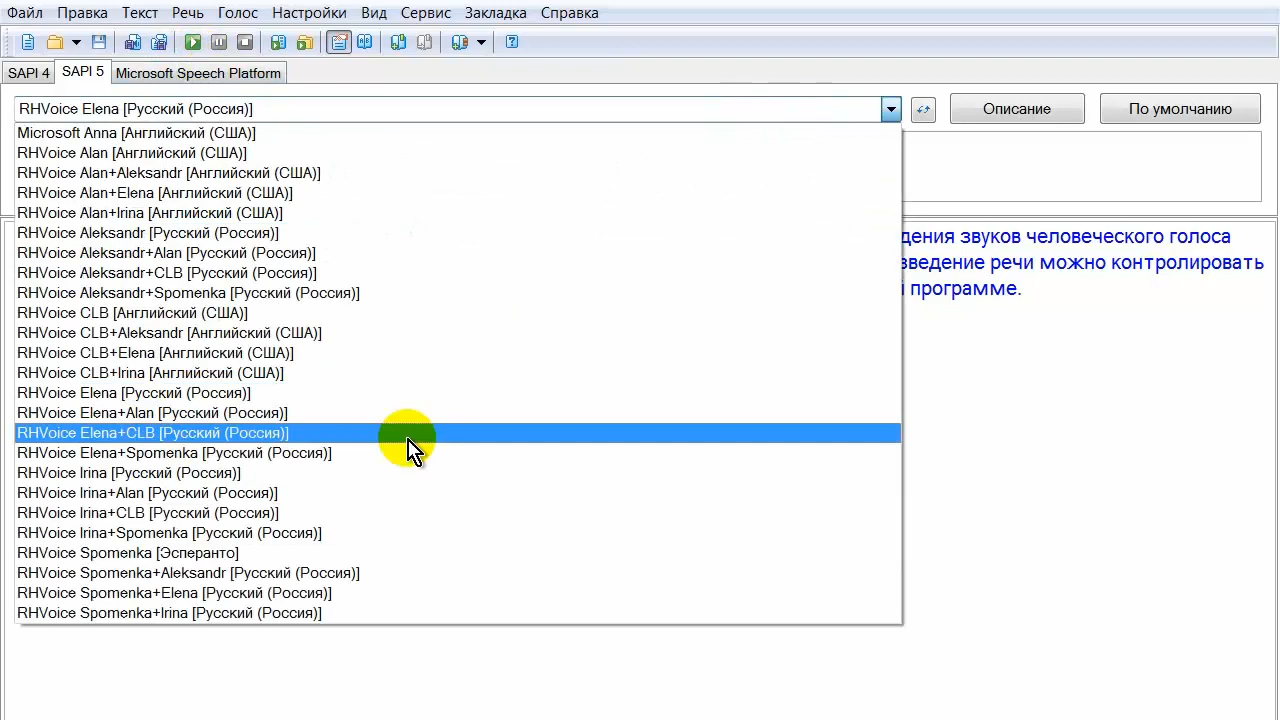 Файл Правка Текст Речь Голос Настройки Вид Сервис Закладка Справка
SAPI 4 SAPI 5 Microsoft Speech Platform
RHVoice Elena [Русский (Россия)] Описание По умолчанию
Microsoft Anna [Английский (США)]
RHVoice Alan [Английский (США)]
RHVoice Alan+Aleksandr [Английский (США)]
RHVoice Alan+Elena [Английский (США)]
RHVoice Alan+Irina [Английский (США)]
RHVoice Aleksandr [Русский (Россия)]
RHVoice Aleksandr+Alan [Русский (Россия)]
RHVoice Aleksandr+CLB [Русский (Россия)]
RHVoice Aleksandr+Spomenka [Русский (Россия)]
RHVoice CLB [Английский (США)]
RHVoice CLB+Aleksandr [Английский (США)]
RHVoice CLB+Elena [Английский (США)]
RHVoice CLB+Irina [Английский (США)]
RHVoice Elena [Русский (Россия)]
RHVoice Elena+Alan [Русский (Россия)]
RHVoice Elena+CLB [Русский (Россия)]
RHVoice Elena+Spomenka [Русский (Россия)]
RHVoice Irina [Русский (Россия)]
RHVoice Irina+Alan [Русский (Россия)]
RHVoice Irina+CLB [Русский (Россия)]
RHVoice Irina+Spomenka [Русский (Россия)]
RHVoice Spomenka [Эсперанто]
RHVoice Spomenka+Aleksandr [Русский (Россия)]
RHVoice Spomenka+Elena [Русский (Россия)]
RHVoice Spomenka+Irina [Русский (Россия)]
дения звуков человеческого голоса
зведение речи можно контролировать
программе.